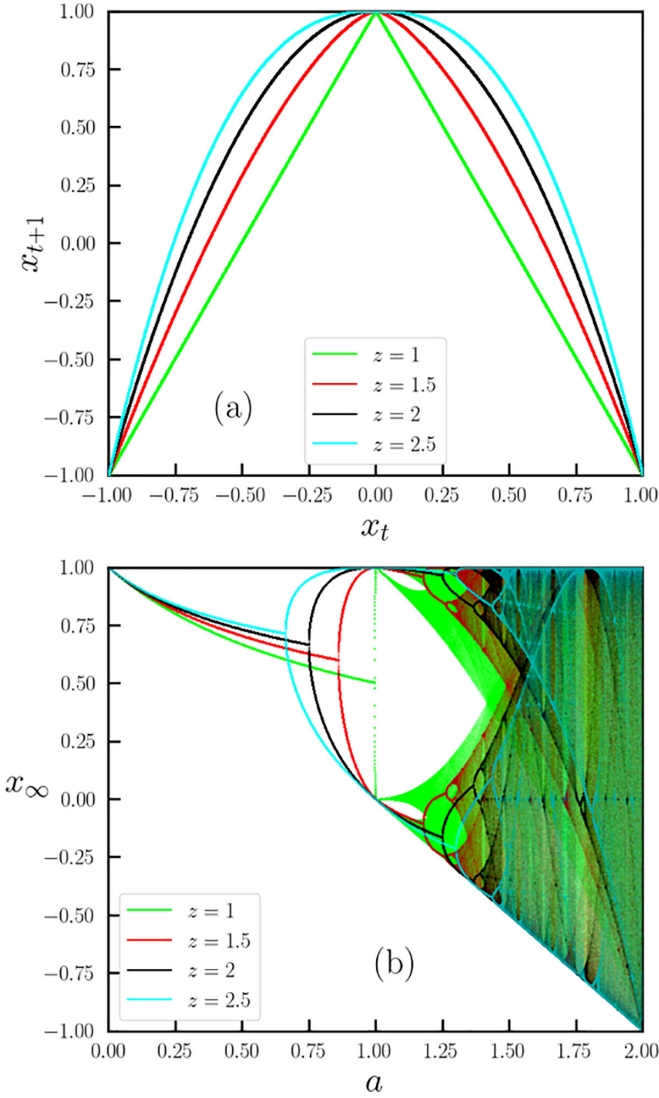 1.00
0.75
0.50
0.25
0.00
−0.25
−0.50
−0.75
−1.00
x_{t+1}
z = 1
z = 1.5
z = 2
z = 2.5
(a)
−1.00 −0.75 −0.50 −0.25 0.00 0.25 0.50 0.75 1.00
x_t
1.00
0.75
0.50
0.25
0.00
−0.25
−0.50
−0.75
−1.00
x_∞
z = 1
z = 1.5
z = 2
z = 2.5
(b)
0.00 0.25 0.50 0.75 1.00 1.25 1.50 1.75 2.00
a